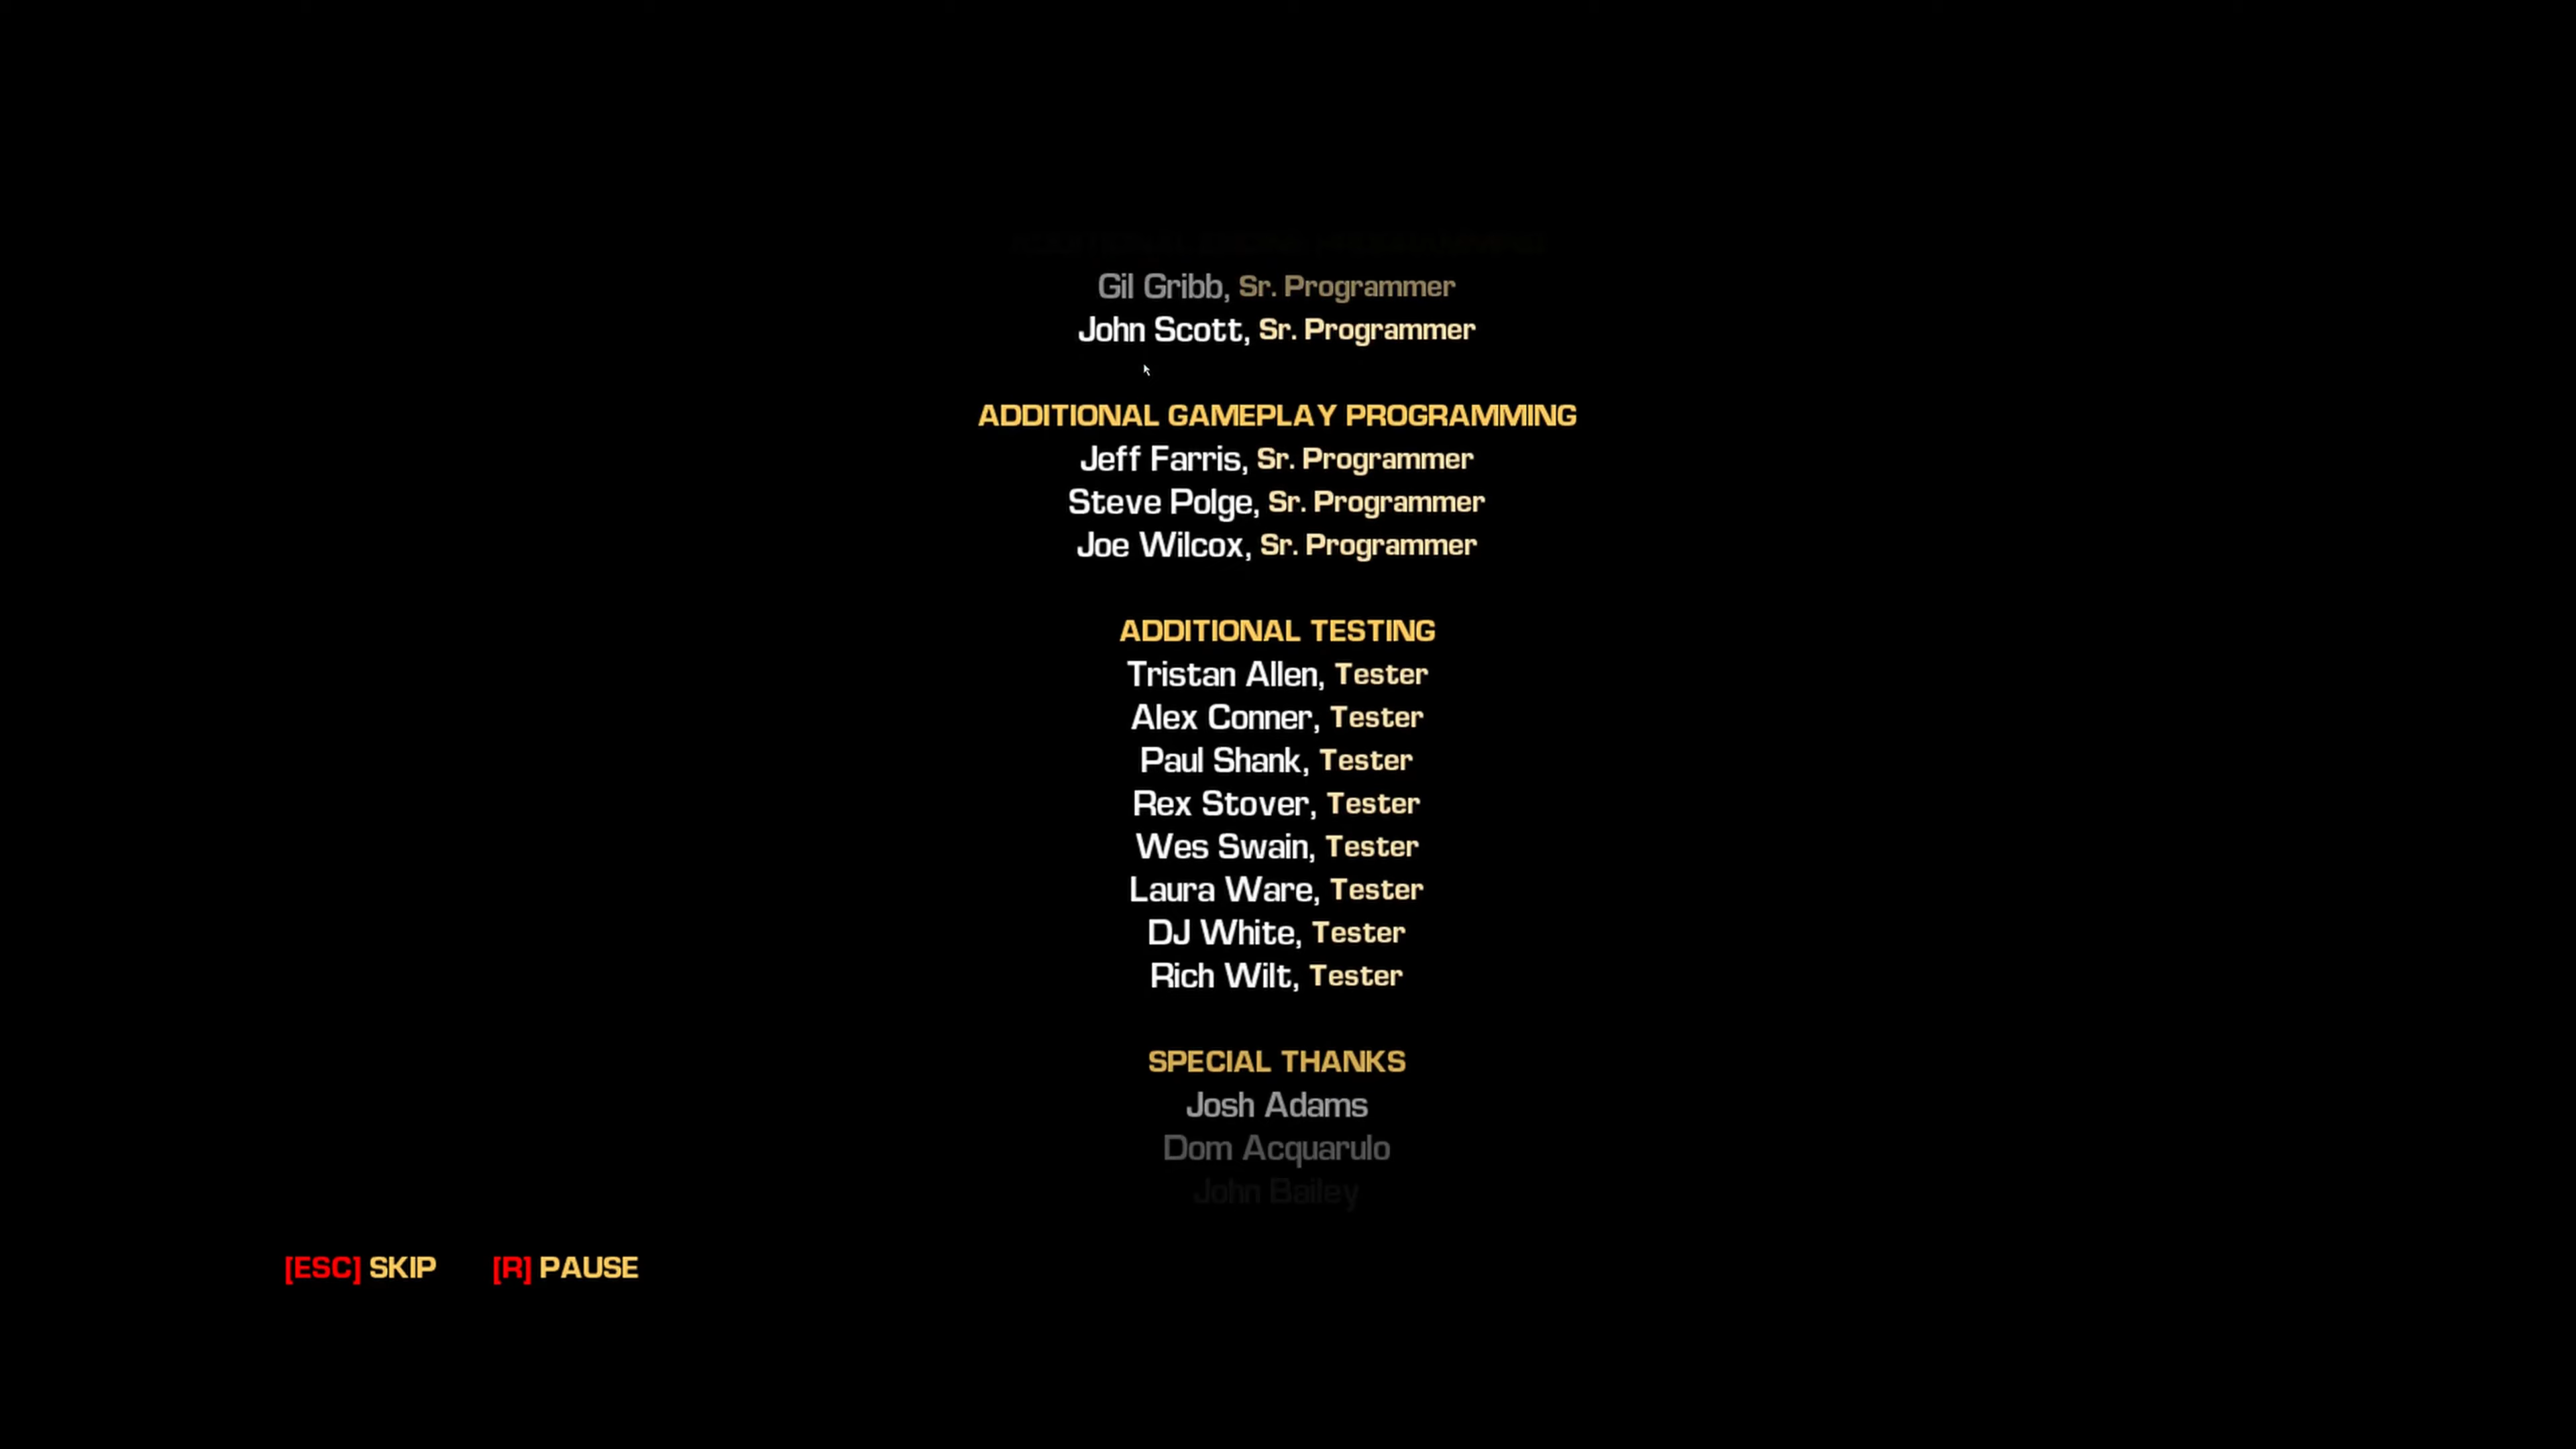 Gil Gribb, Sr. Programmer
John Scott, Sr. Programmer
ADDITIONAL GAMEPLAY PROGRAMMING
Jeff Farris, Sr. Programmer
Steve Polge, Sr. Programmer
Joe Wilcox, Sr. Programmer
ADDITIONAL TESTING
Tristan Allen, Tester
Alex Conner, Tester
Paul Shank, Tester
Rex Stover, Tester
Wes Swain, Tester
Laura Ware, Tester
DJ White, Tester
Rich Wilt, Tester
SPECIAL THANKS
Josh Adams
Dom Acquarulo
John Bailey
[ESC] SKIP [R] PAUSE